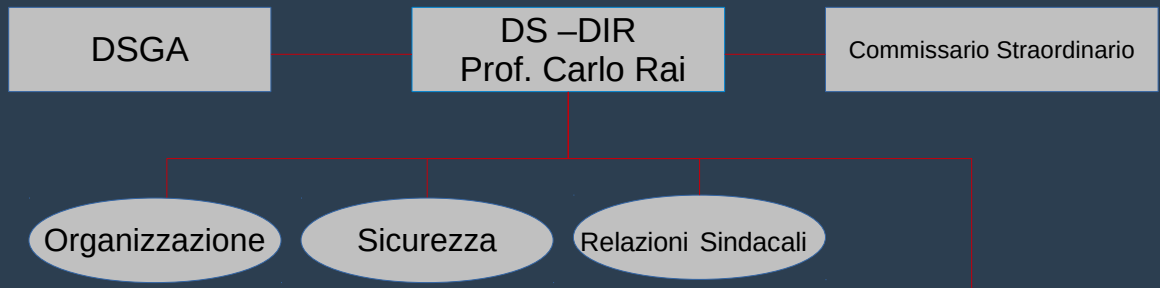 DSGA
DS –DIR
Prof. Carlo Rai
Commissario Straordinario
Organizzazione
Sicurezza
Relazioni Sindacali